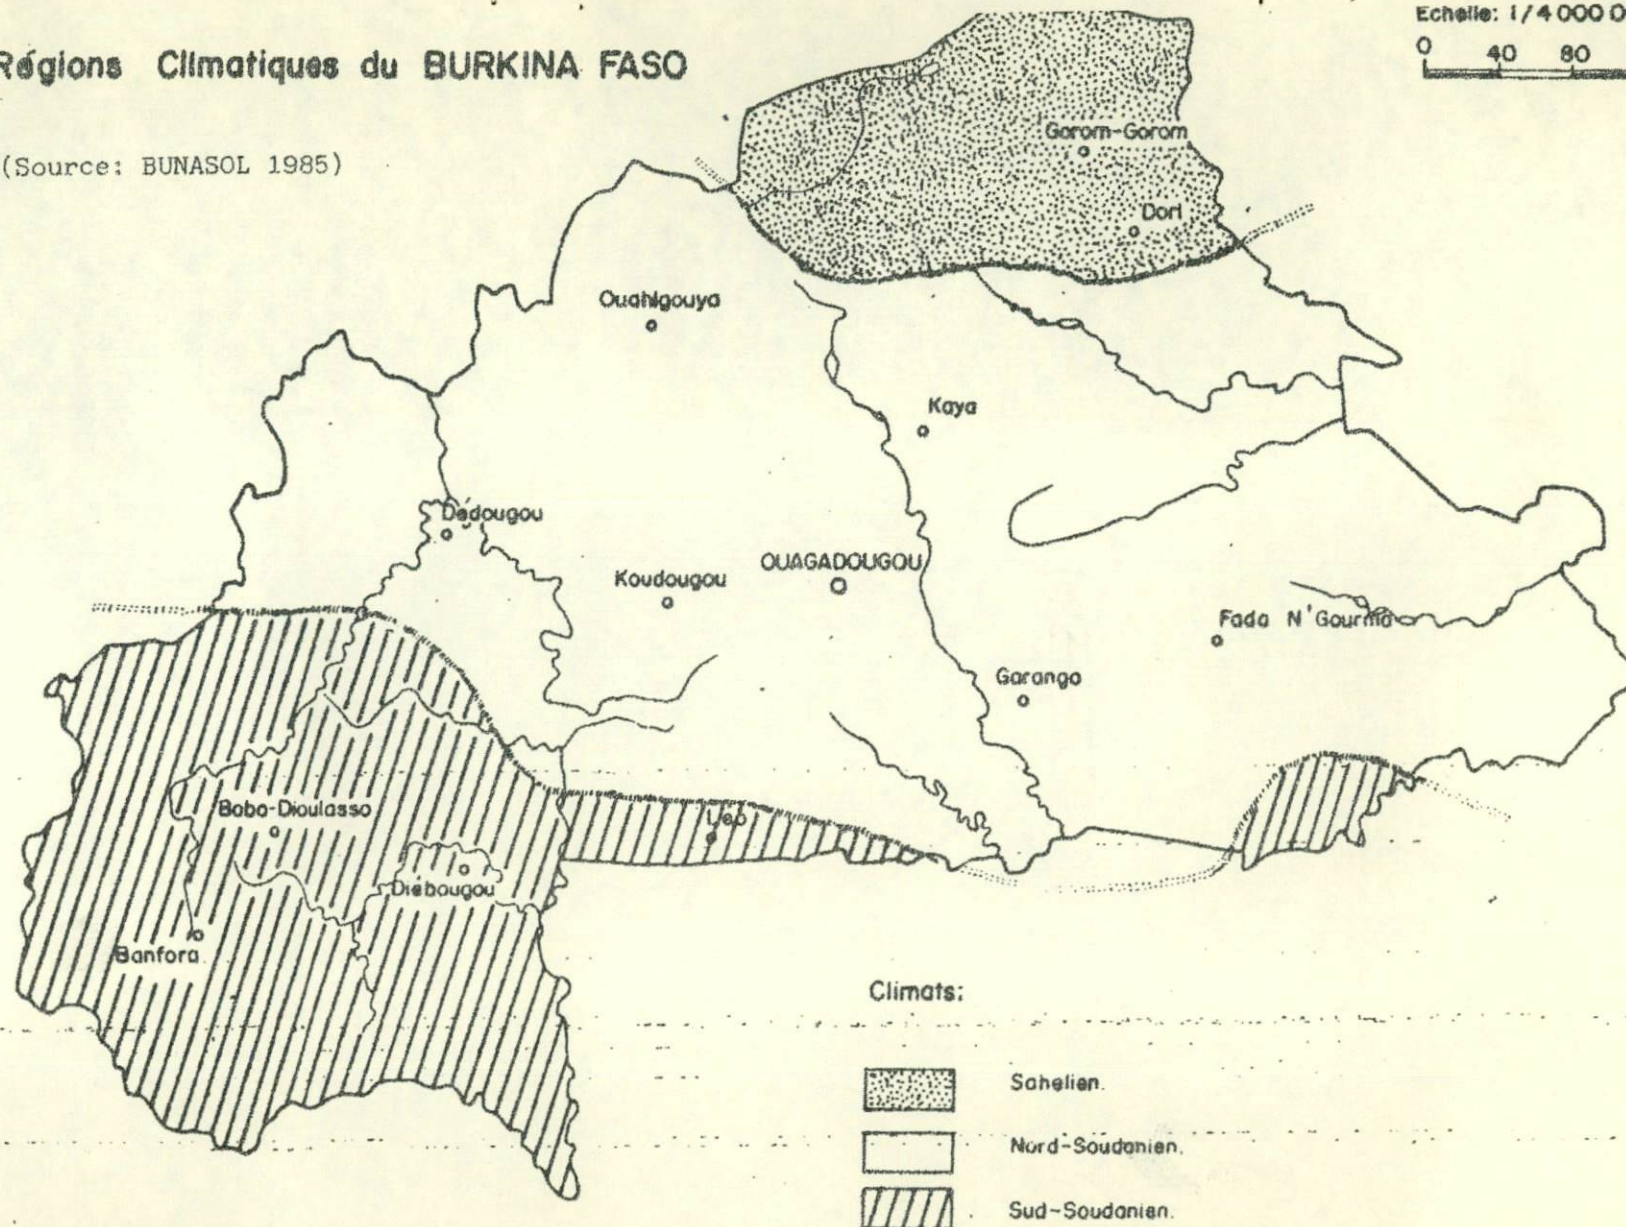 Régions Climatiques du BURKINA FASO
Echelle: 1/4 000 0
0 40 80
(Source: BUNASOL 1985)
Gorom-Gorom
Dori
Ouahigouya
Kaya
Dédougou
Koudougou
OUAGADOUGOU
Fada N'Gourma
Garango
Bobo-Dioulasso
Léo
Diébougou
Banfora
Climats:
Sahelien.
Nord-Soudanien.
Sud-Soudanien.